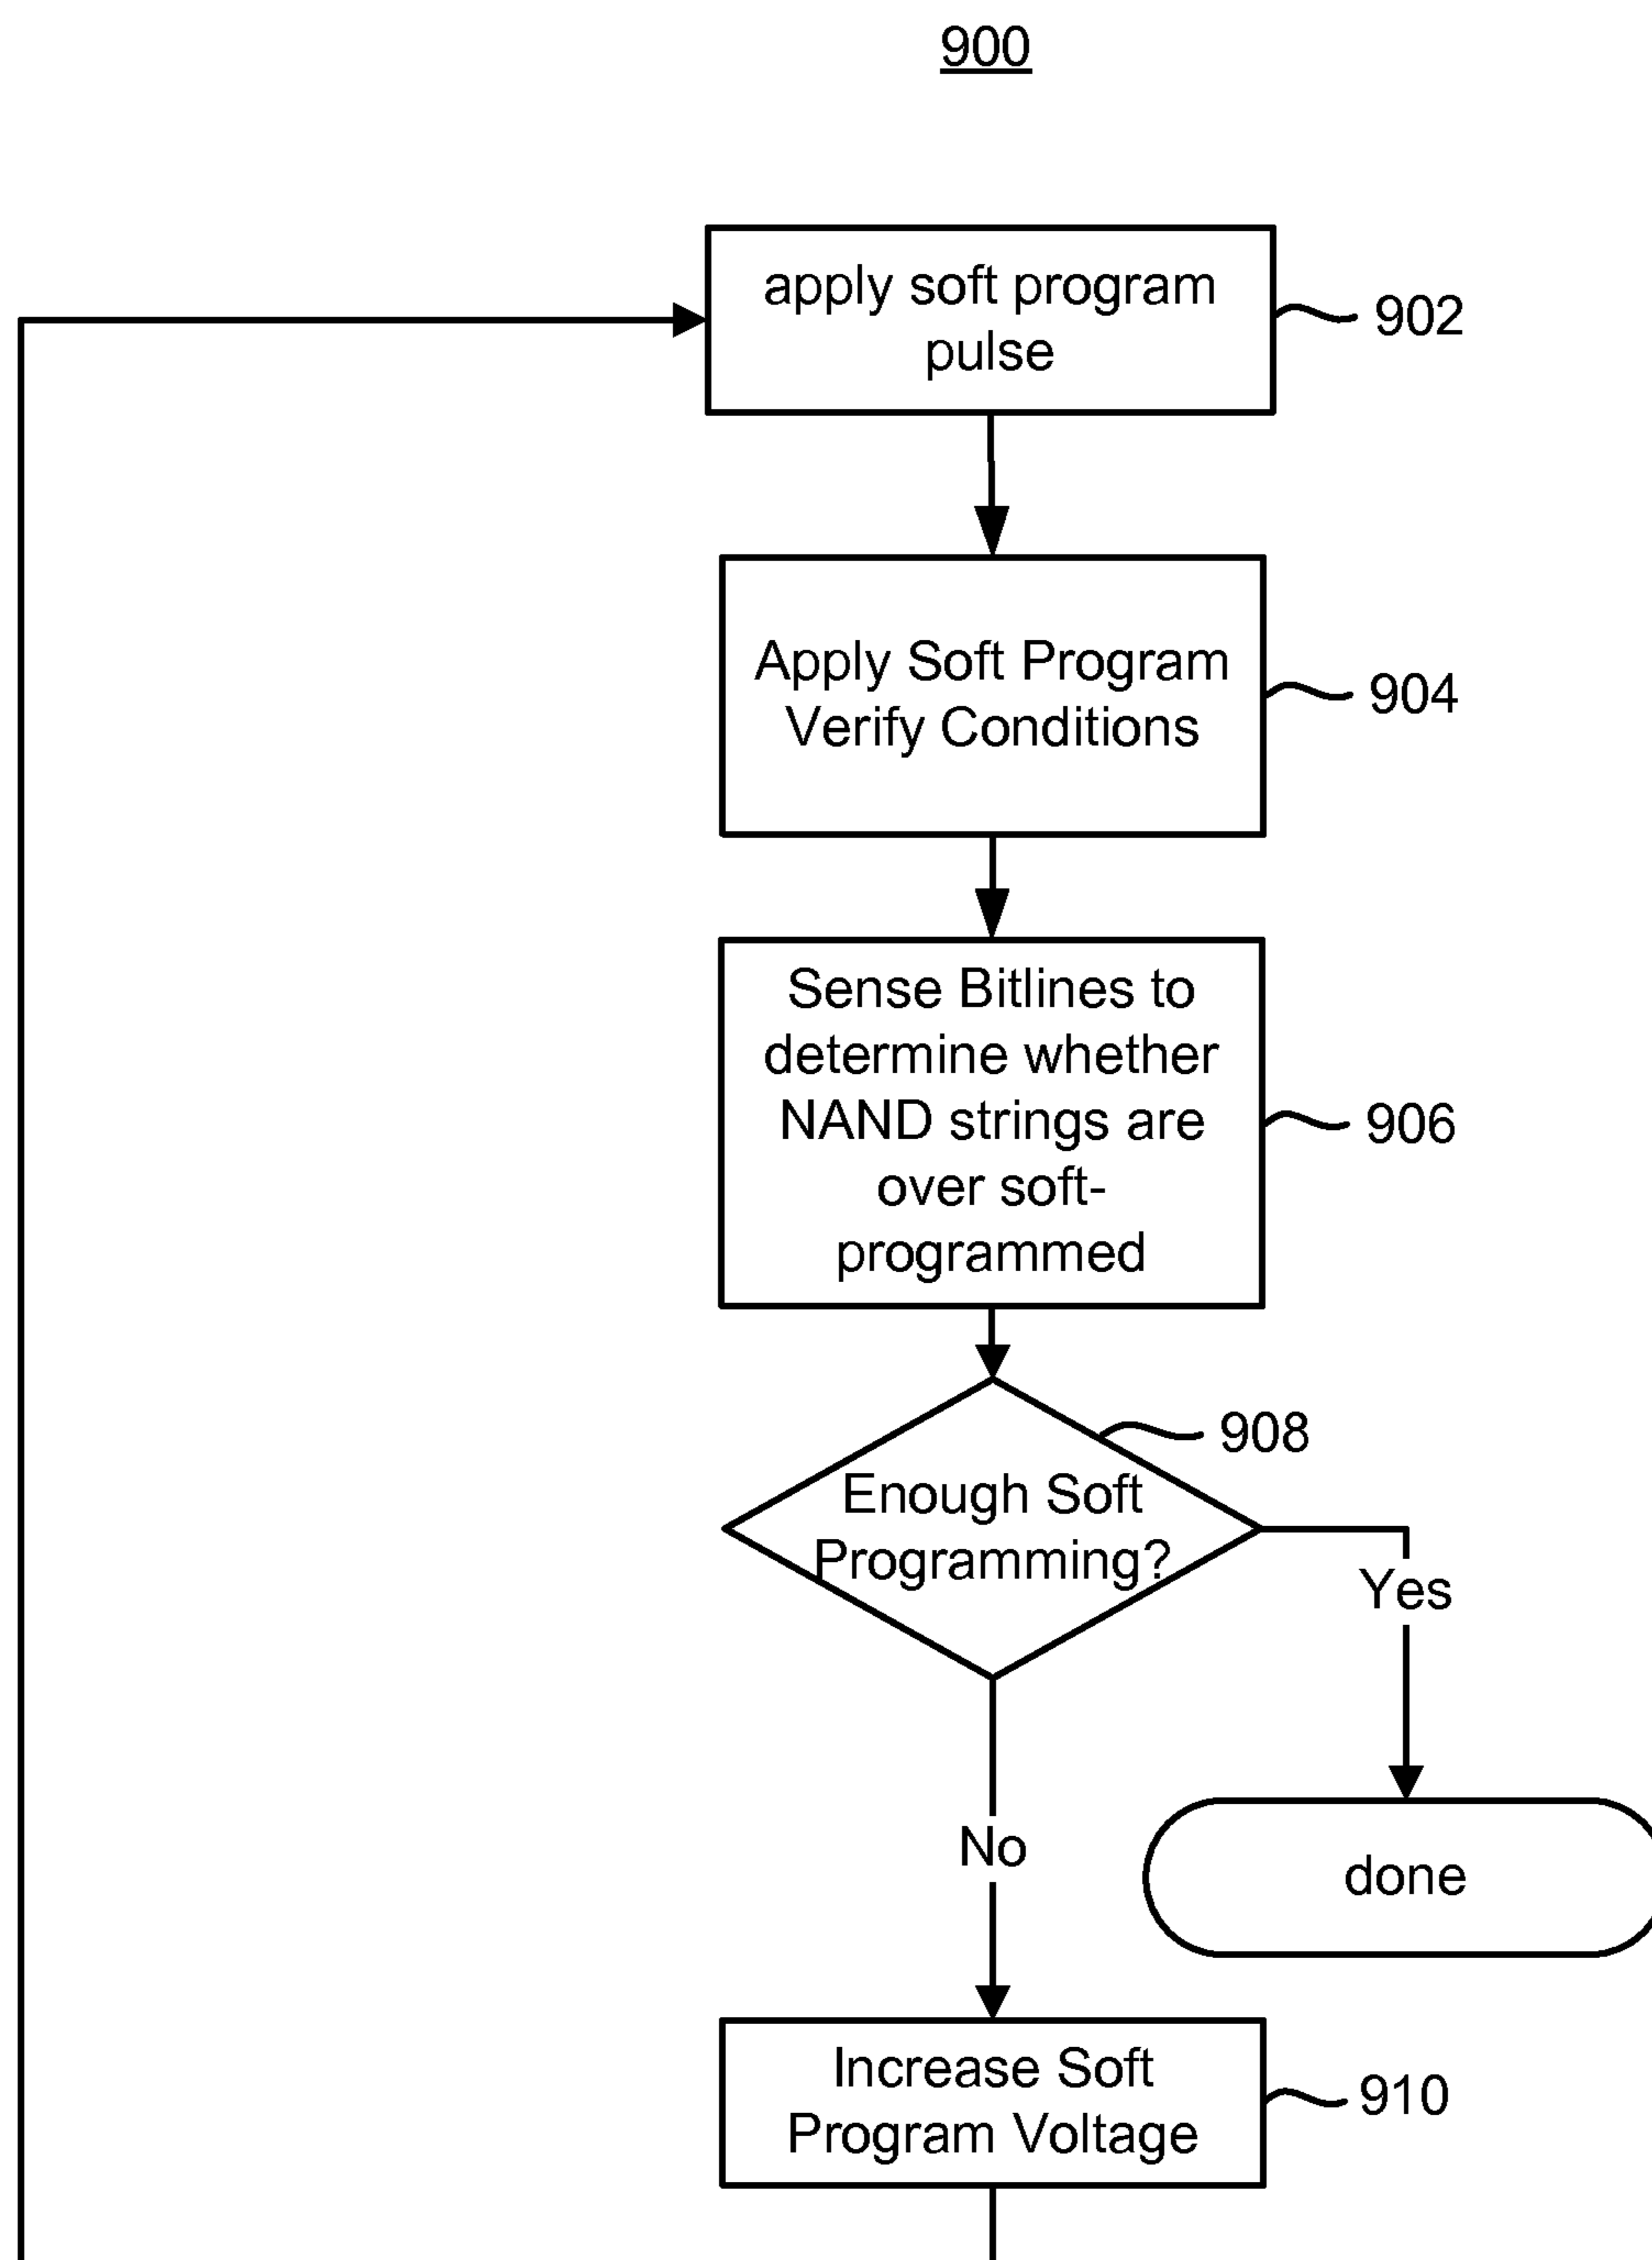 900
apply soft program
pulse
902
Apply Soft Program
Verify Conditions
904
Sense Bitlines to
determine whether
NAND strings are
over soft-
programmed
906
908
Enough Soft
Programming?
Yes
No
done
Increase Soft
Program Voltage
910